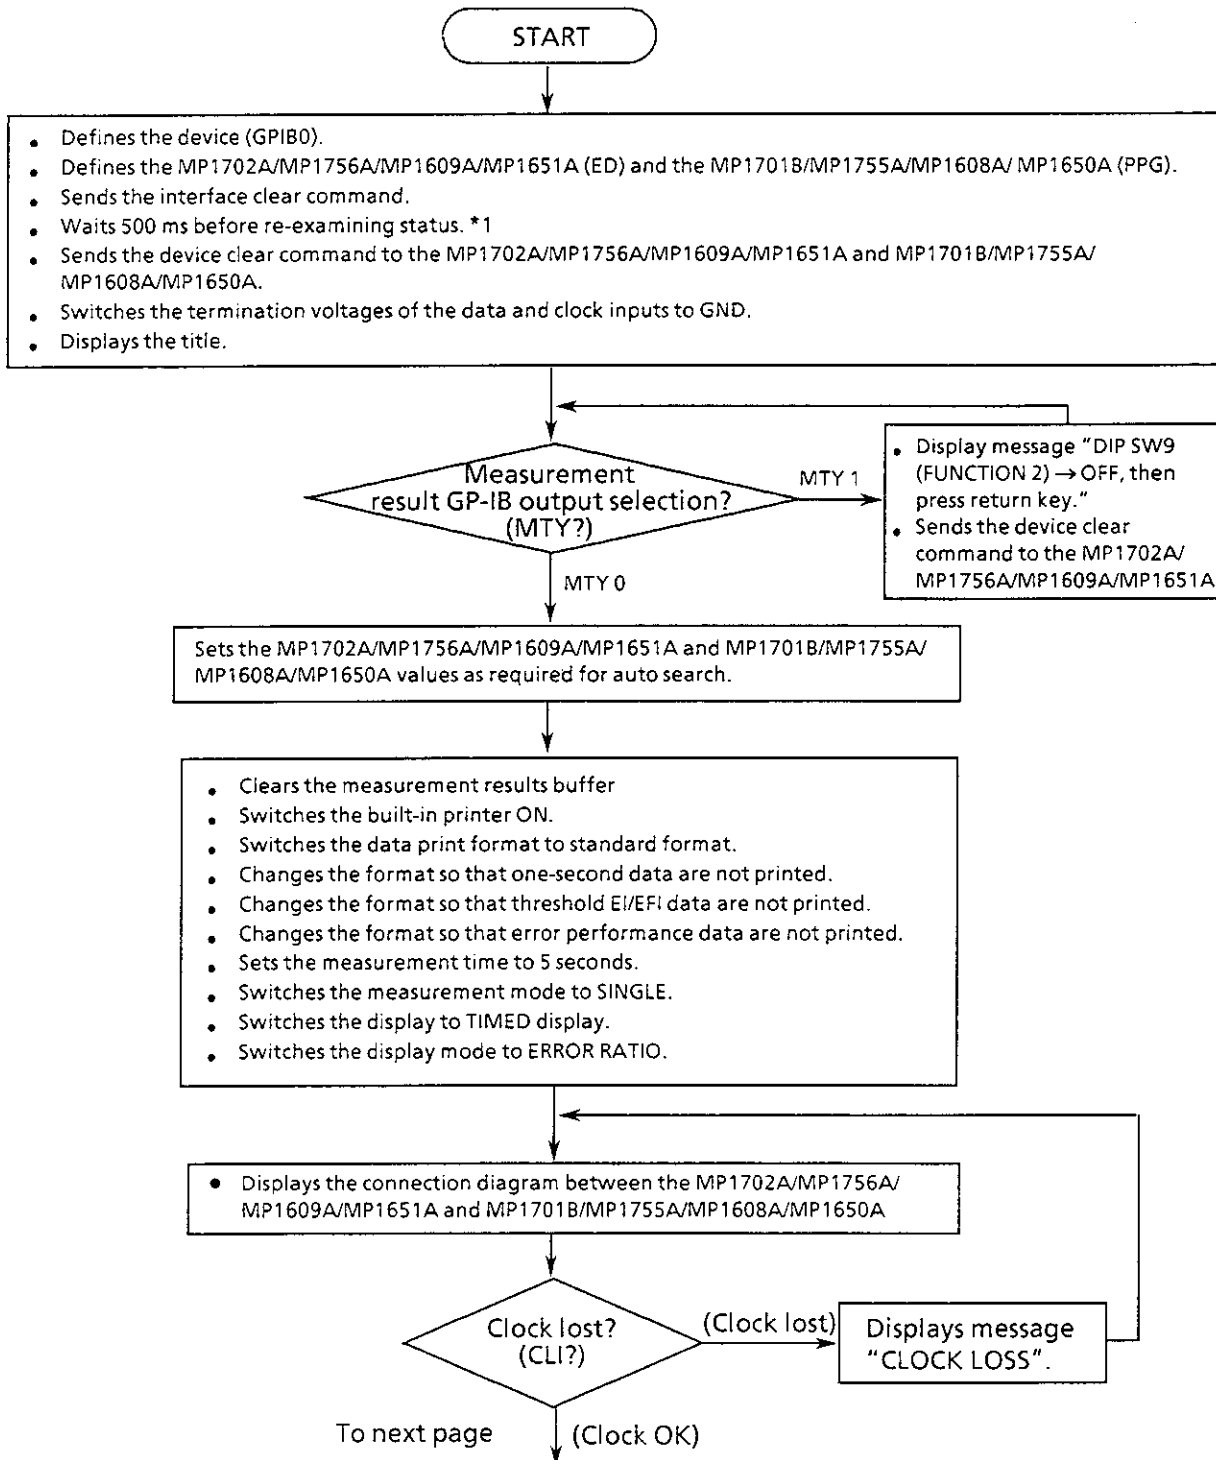 START
• Defines the device (GPIB0).
• Defines the MP1702A/MP1756A/MP1609A/MP1651A (ED) and the MP1701B/MP1755A/MP1608A/ MP1650A (PPG).
• Sends the interface clear command.
• Waits 500 ms before re-examining status. *1
• Sends the device clear command to the MP1702A/MP1756A/MP1609A/MP1651A and MP1701B/MP1755A/
MP1608A/MP1650A.
• Switches the termination voltages of the data and clock inputs to GND.
• Displays the title.
Measurement
result GP-IB output selection?
(MTY?)
MTY 1
• Display message "DIP SW9
(FUNCTION 2) → OFF, then
press return key."
• Sends the device clear
command to the MP1702A/
MP1756A/MP1609A/MP1651A
MTY 0
Sets the MP1702A/MP1756A/MP1609A/MP1651A and MP1701B/MP1755A/
MP1608A/MP1650A values as required for auto search.
• Clears the measurement results buffer
• Switches the built-in printer ON.
• Switches the data print format to standard format.
• Changes the format so that one-second data are not printed.
• Changes the format so that threshold EI/EFI data are not printed.
• Changes the format so that error performance data are not printed.
• Sets the measurement time to 5 seconds.
• Switches the measurement mode to SINGLE.
• Switches the display to TIMED display.
• Switches the display mode to ERROR RATIO.
• Displays the connection diagram between the MP1702A/MP1756A/
MP1609A/MP1651A and MP1701B/MP1755A/MP1608A/MP1650A
Clock lost?
(CLI?)
(Clock lost)
Displays message
"CLOCK LOSS".
To next page
(Clock OK)